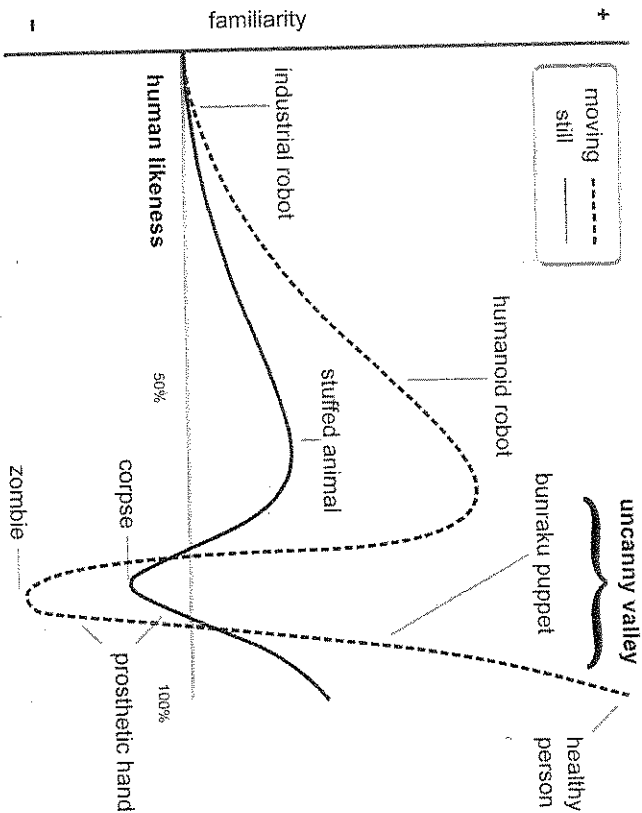 +
familiarity
-
moving
still
uncanny valley
healthy
person
bunraku puppet
humanoid robot
stuffed animal
industrial robot
human likeness
50%
100%
corpse
prosthetic hand
zombie